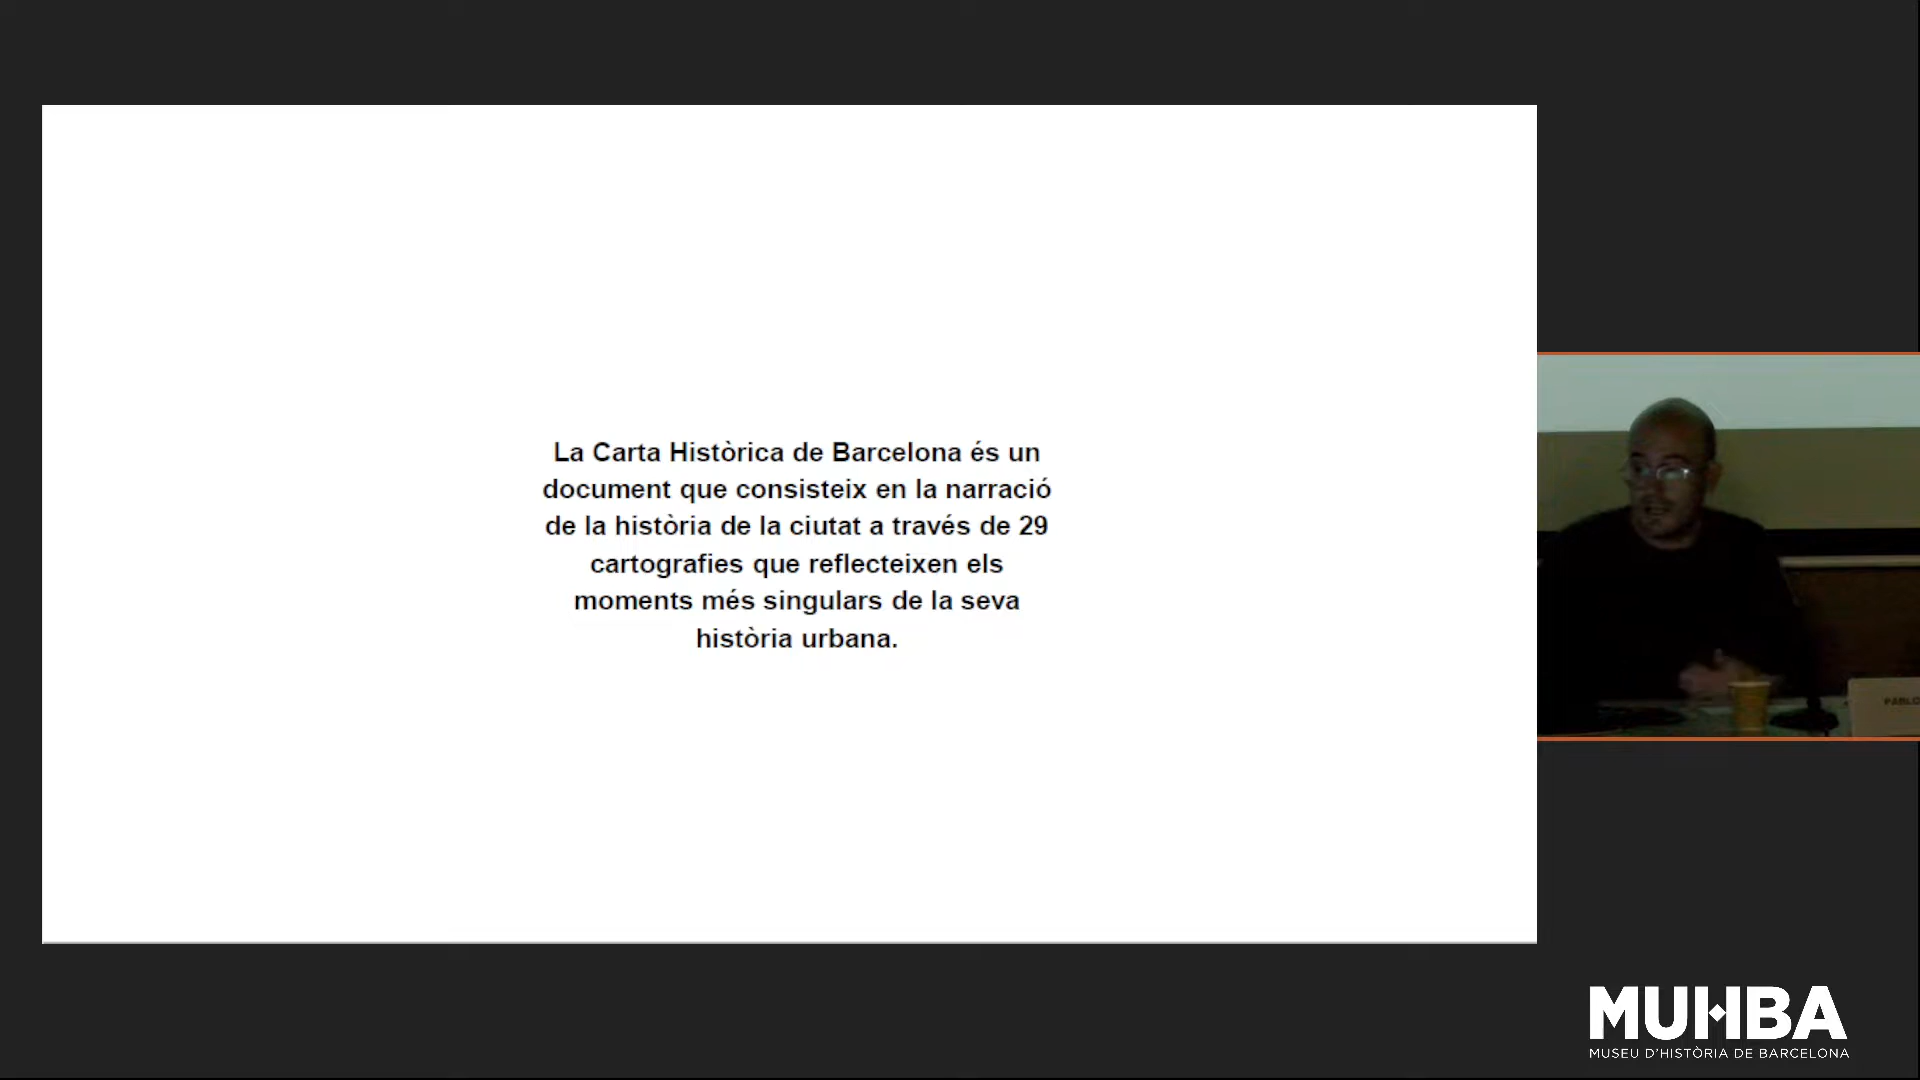 La Carta Històrica de Barcelona és un
document que consisteix en la narració
de la història de la ciutat a través de 29
cartografies que reflecteixen els
moments més singulars de la seva
història urbana.
PABLO
MUHBA
MUSEU D'HISTÒRIA DE BARCELONA